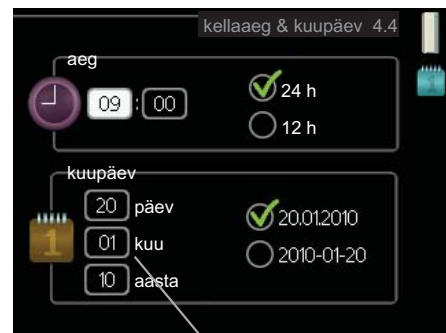 kellaaeg & kuupäev 4.4
aeg
09 : 00
24 h
12 h
kuupäev
1
20 päev
01 kuu
10 aasta
20.01.2010
2010-01-20